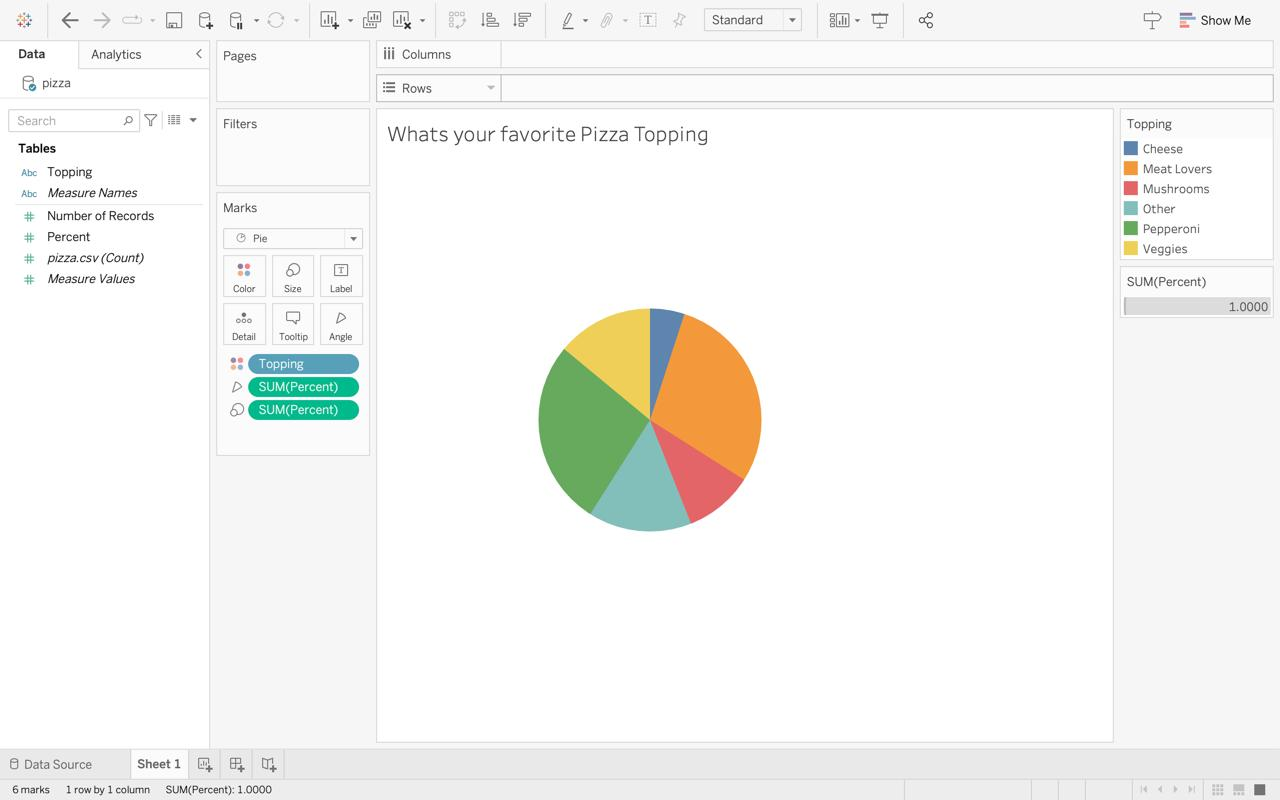 Standard
Show Me
Data
Analytics
pizza
Search
Tables
Abc Topping
Abc Measure Names
Number of Records
Percent
pizza.csv (Count)
Measure Values
Pages
Filters
Marks
Pie
Color
Size
Label
Detail
Tooltip
Angle
Topping
SUM(Percent)
SUM(Percent)
Columns
Rows
Whats your favorite Pizza Topping
Topping
Cheese
Meat Lovers
Mushrooms
Other
Pepperoni
Veggies
SUM(Percent)
1.0000
Data Source
Sheet 1
6 marks
1 row by 1 column
SUM(Percent): 1.0000